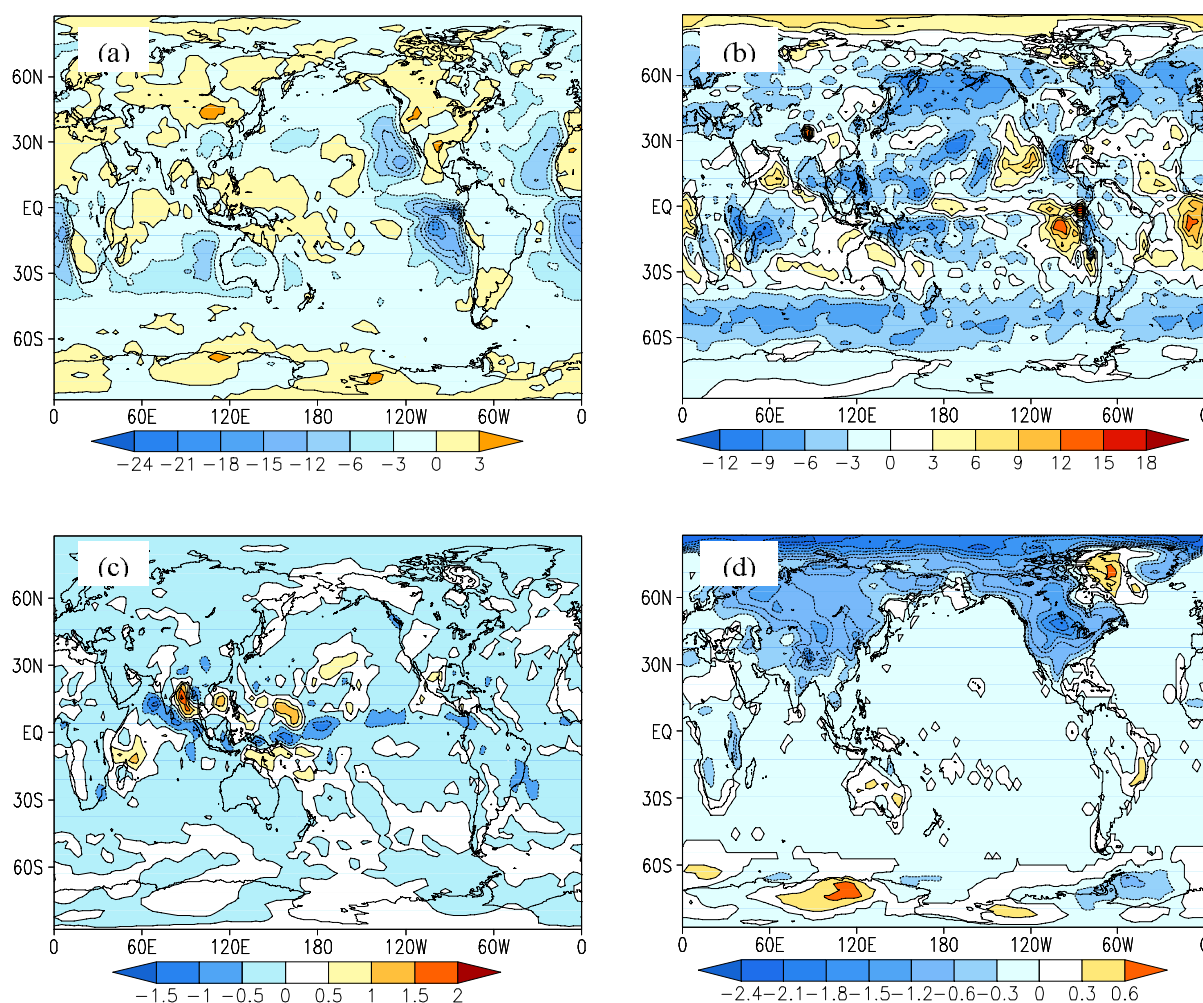 (a)
60N
30N
EQ
30S
60S
0 60E 120E 180 120W 60W 0
−24 −21 −18 −15 −12 −6 −3 0 3
(b)
60N
30N
EQ
30S
60S
0 60E 120E 180 120W 60W 0
−12 −9 −6 −3 0 3 6 9 12 15 18
(c)
60N
30N
EQ
30S
60S
0 60E 120E 180 120W 60W 0
−1.5 −1 −0.5 0 0.5 1 1.5 2
(d)
60N
30N
EQ
30S
60S
0 60E 120E 180 120W 60W 0
−2.4 −2.1 −1.8 −1.5 −1.2 −0.6 −0.3 0 0.3 0.6